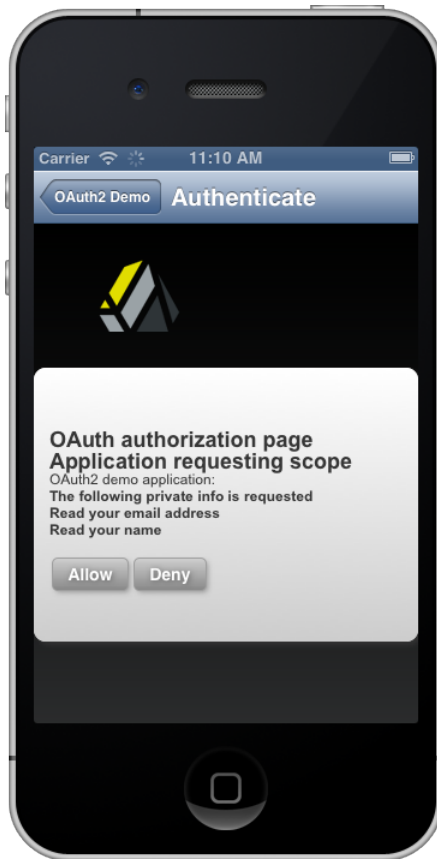 Carrier 11:10 AM
OAuth2 Demo Authenticate
OAuth authorization page
Application requesting scope
OAuth2 demo application:
The following private info is requested
Read your email address
Read your name
Allow Deny